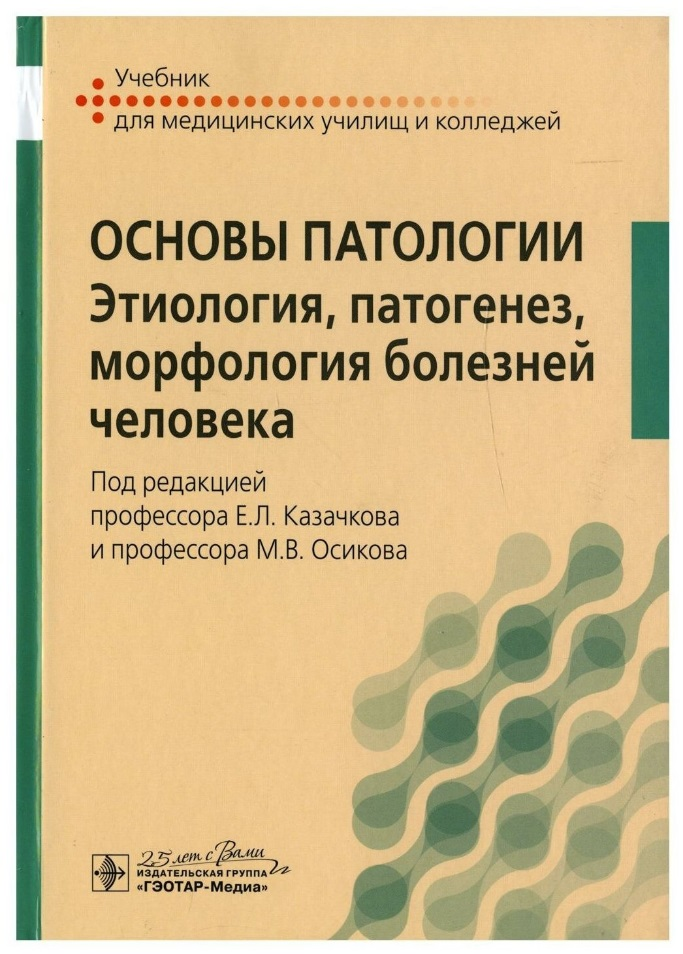 Учебник
для медицинских училищ и колледжей
ОСНОВЫ ПАТОЛОГИИ
Этиология, патогенез,
морфология болезней
человека
Под редакцией
профессора Е.Л. Казачкова
и профессора М.В. Осикова
25 лет с Вами
ИЗДАТЕЛЬСКАЯ ГРУППА
«ГЭОТАР-Медиа»